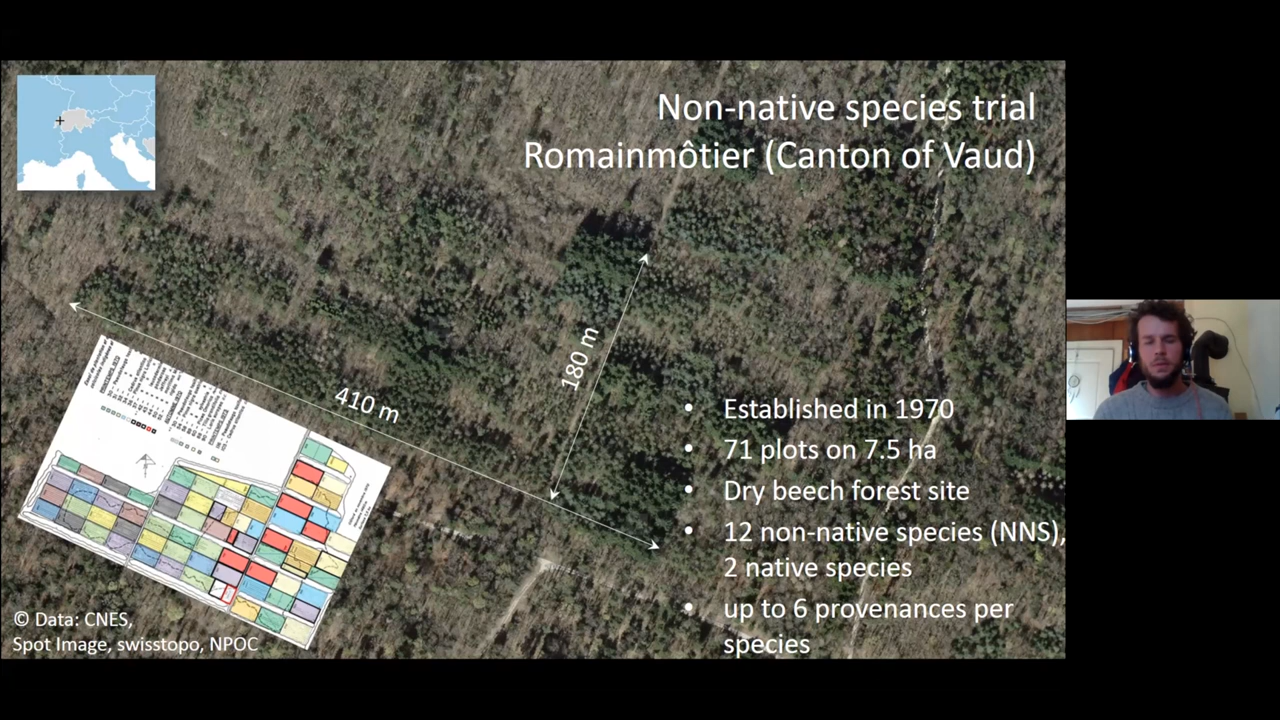 Non-native species trial
Romainmôtier (Canton of Vaud)
180 m
410 m
• Established in 1970
• 71 plots on 7.5 ha
• Dry beech forest site
• 12 non-native species (NNS),
2 native species
• up to 6 provenances per
species
© Data: CNES,
Spot Image, swisstopo, NPOC